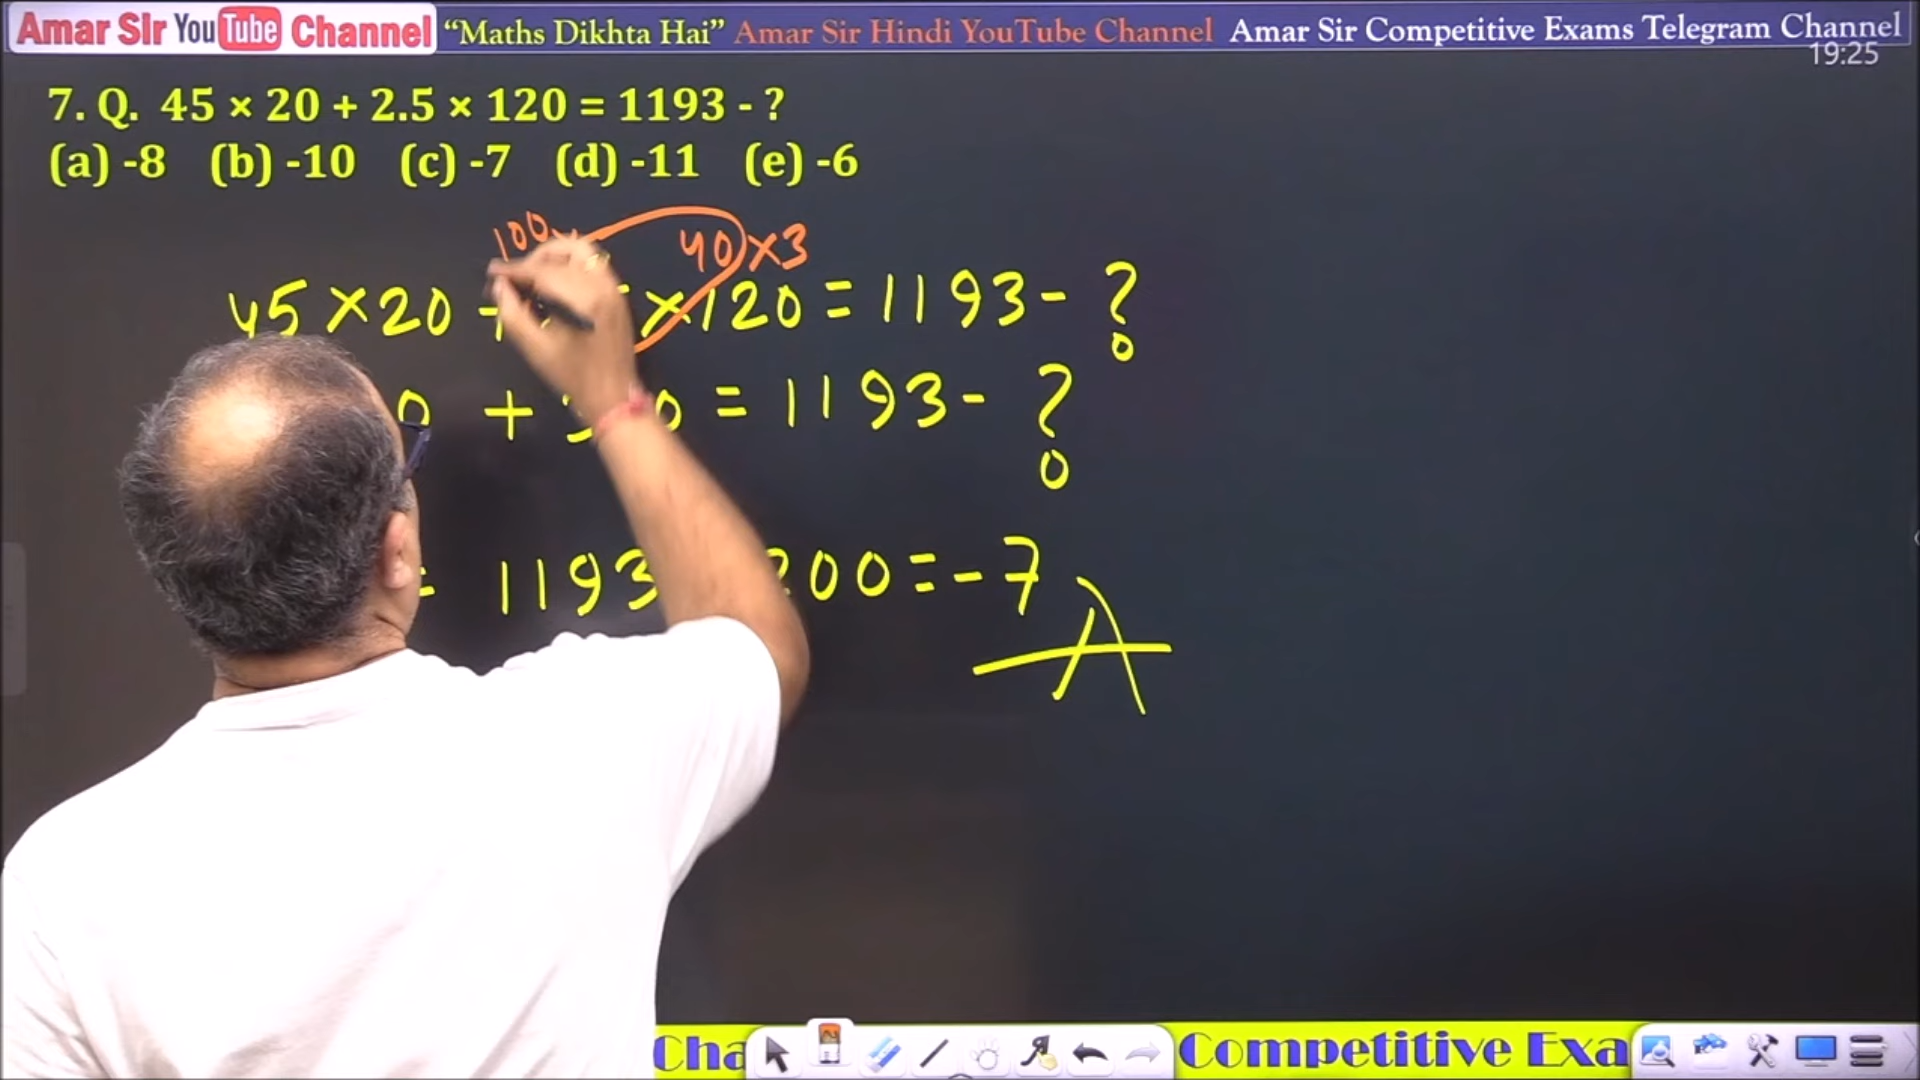 Amar Sir YouTube Channel "Maths Dikhta Hai" Amar Sir Hindi YouTube Channel Amar Sir Competitive Exams Telegram Channel
19:25
7. Q. 45 × 20 + 2.5 × 120 = 1193 - ?
(a) -8 (b) -10 (c) -7 (d) -11 (e) -6
100 40 × 3
45 × 20 + × 120 = 1193 - ?
0 + 0 = 1193 - ?
= 1193 200 = -7
A
Cha Competitive Exa